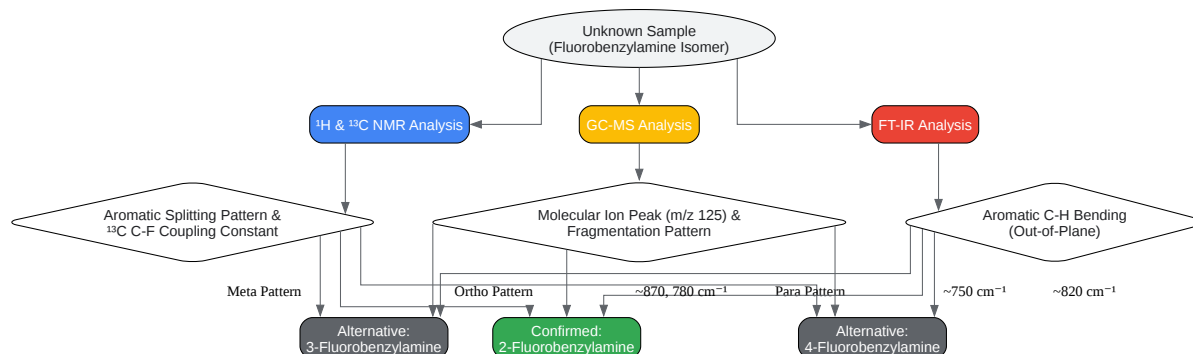 Unknown Sample
(Fluorobenzylamine Isomer)
¹H & ¹³C NMR Analysis
GC-MS Analysis
FT-IR Analysis
Aromatic Splitting Pattern &
¹³C C-F Coupling Constant
Molecular Ion Peak (m/z 125) &
Fragmentation Pattern
Aromatic C-H Bending
(Out-of-Plane)
Meta Pattern
Ortho Pattern
~870, 780 cm⁻¹
Para Pattern
~750 cm⁻¹
~820 cm⁻¹
Alternative:
3-Fluorobenzylamine
Confirmed:
2-Fluorobenzylamine
Alternative:
4-Fluorobenzylamine